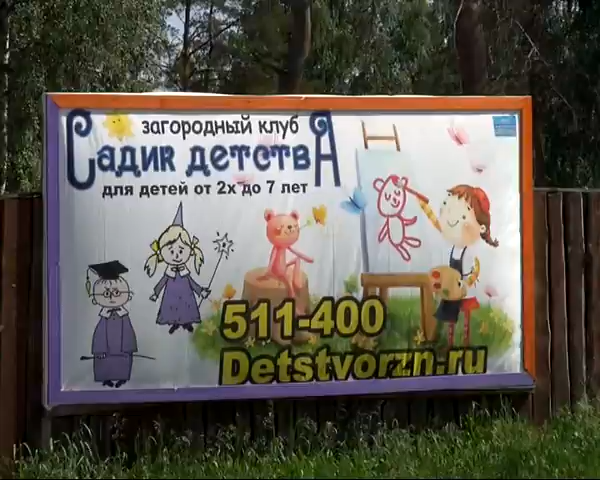 загородный клуб
Садик детствА
для детей от 2х до 7 лет
511-400
Detstvorzn.ru